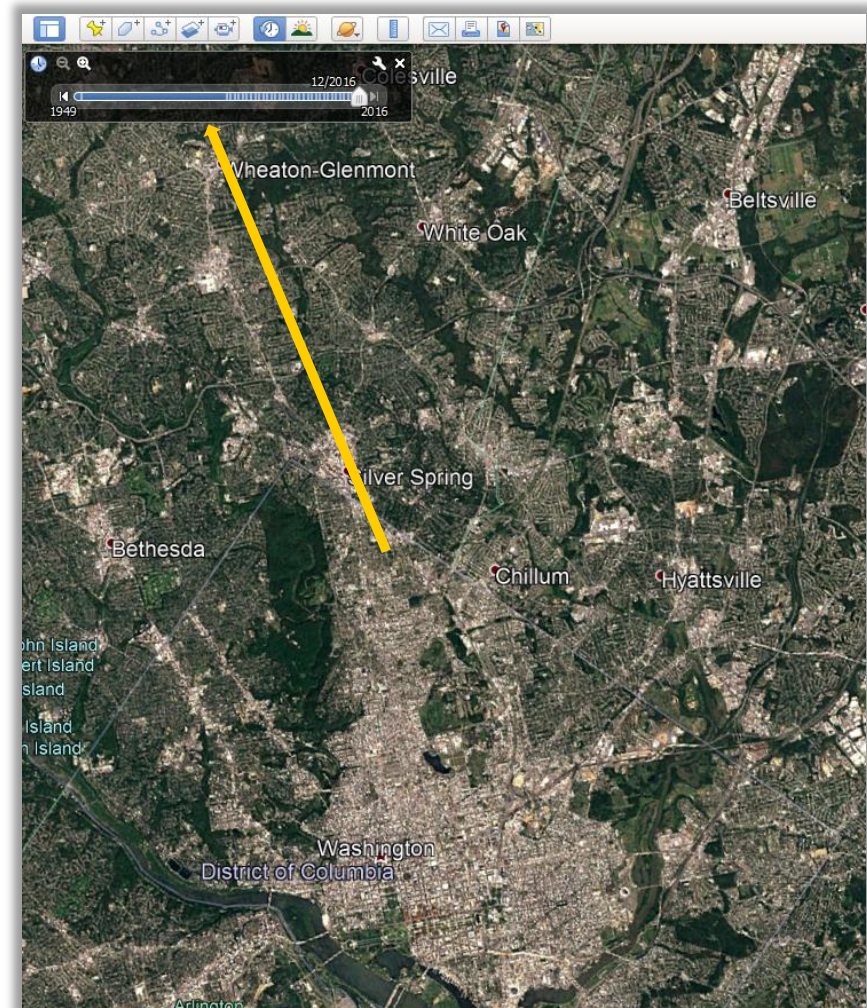 12/2016
1949
2016
Colesville
Wheaton-Glenmont
Beltsville
White Oak
Silver Spring
Bethesda
Chillum
Hyattsville
ohn Island
ert Island
sland
Island
n Island
Washington
District of Columbia
Arlington